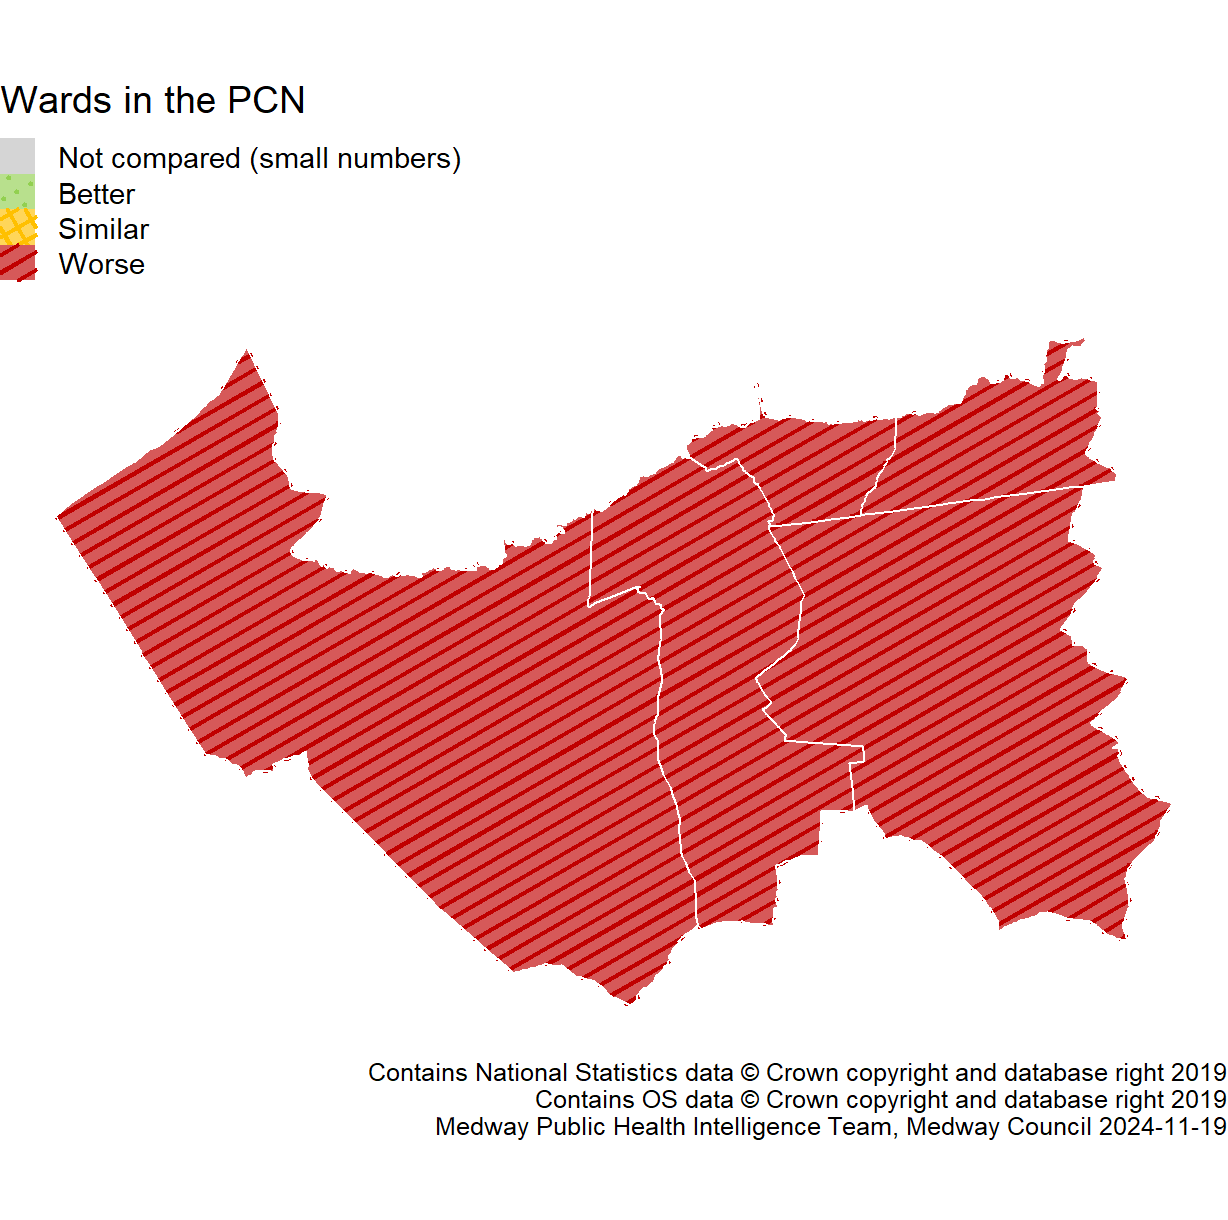 Wards in the PCN
Not compared (small numbers)
Better
Similar
Worse
Contains National Statistics data © Crown copyright and database right 2019
Contains OS data © Crown copyright and database right 2019
Medway Public Health Intelligence Team, Medway Council 2024-11-19